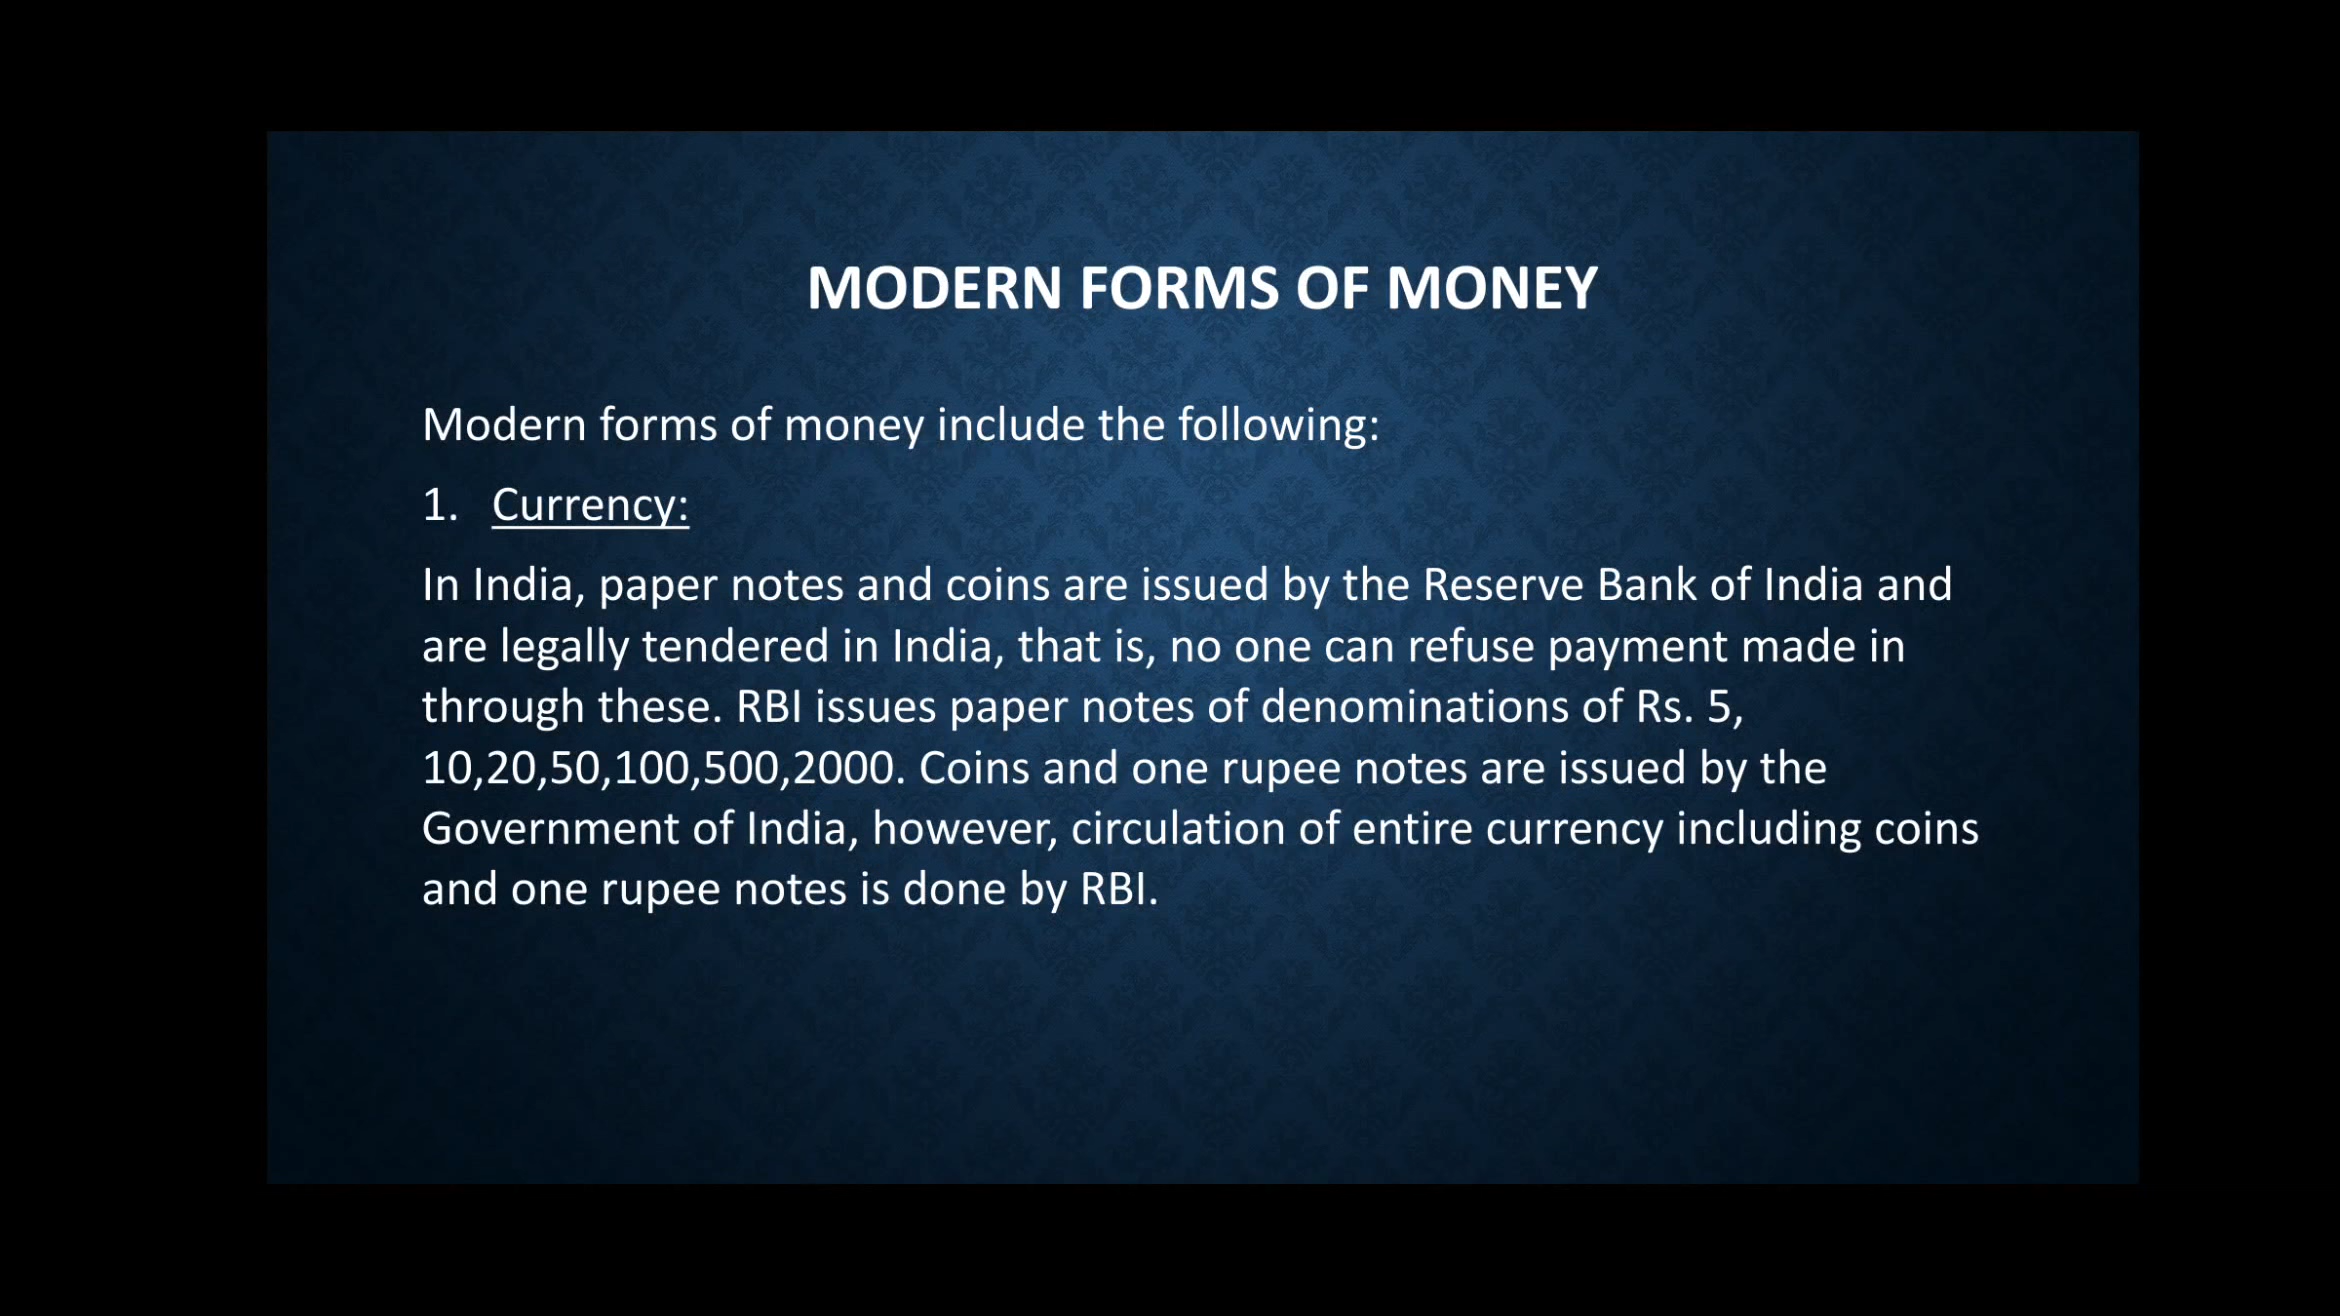 MODERN FORMS OF MONEY
Modern forms of money include the following:
1. Currency:
In India, paper notes and coins are issued by the Reserve Bank of India and
are legally tendered in India, that is, no one can refuse payment made in
through these. RBI issues paper notes of denominations of Rs. 5,
10,20,50,100,500,2000. Coins and one rupee notes are issued by the
Government of India, however, circulation of entire currency including coins
and one rupee notes is done by RBI.